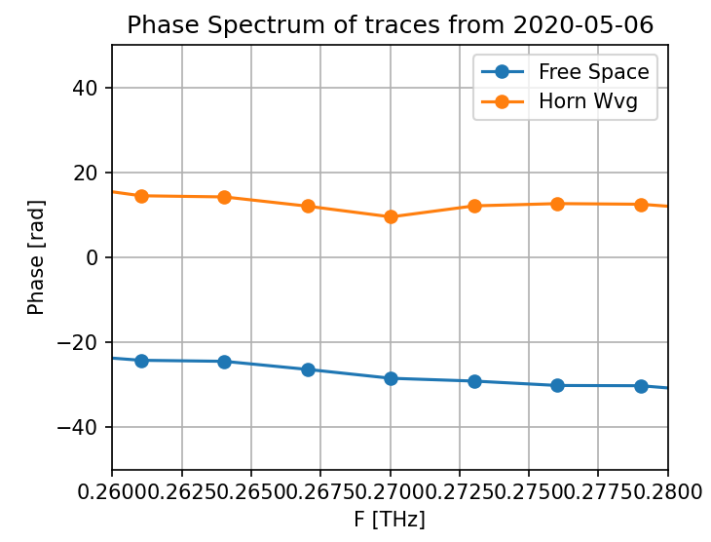 Phase Spectrum of traces from 2020-05-06
Free Space
Horn Wvg
Phase [rad]
40
20
0
−20
−40
0.26000.26250.26500.26750.27000.27250.27500.27750.2800
F [THz]